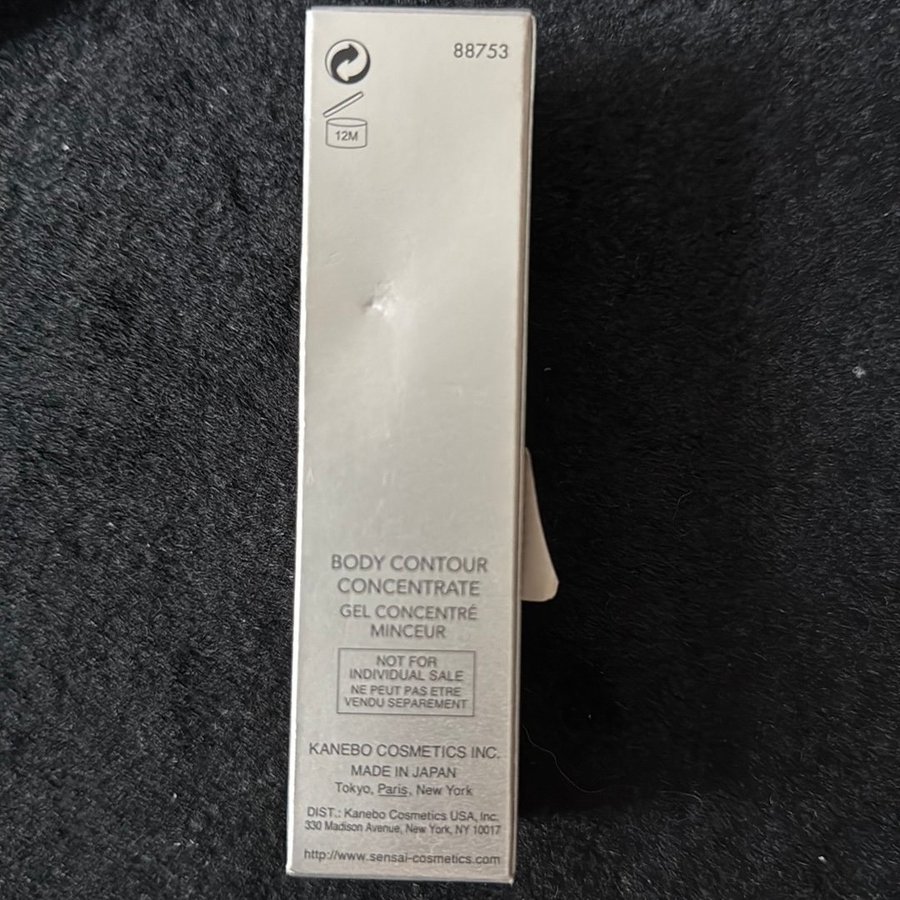 88753
12M
BODY CONTOUR
CONCENTRATE
GEL CONCENTRÉ
MINCEUR
NOT FOR
INDIVIDUAL SALE
NE PEUT PAS ETRE
VENDU SEPAREMENT
KANEBO COSMETICS INC.
MADE IN JAPAN
Tokyo, Paris, New York
DIST.: Kanebo Cosmetics USA, Inc.
330 Madison Avenue, New York, NY 10017
http://www.sensai-cosmetics.com